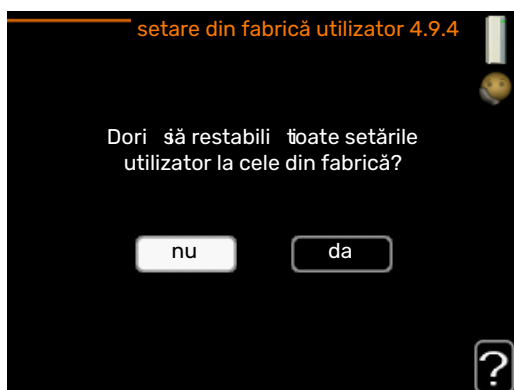 setare din fabrică utilizator 4.9.4
Dori să restabili toate setările
utilizator la cele din fabrică?
nu
da
?